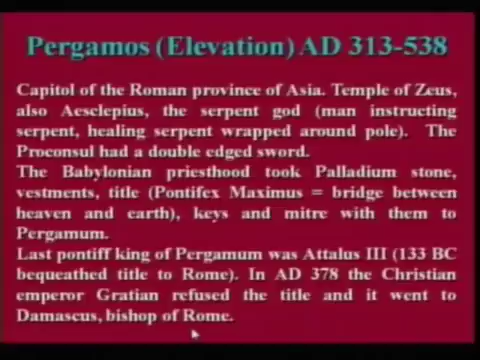 Pergamos (Elevation) AD 313-538
Capitol of the Roman province of Asia. Temple of Zeus,
also Aesclepius, the serpent god (man instructing
serpent, healing serpent wrapped around pole). The
Proconsul had a double edged sword.
The Babylonian priesthood took Palladium stone,
vestments, title (Pontifex Maximus = bridge between
heaven and earth), keys and mitre with them to
Pergamum.
Last pontiff king of Pergamum was Attalus III (133 BC
bequeathed title to Rome). In AD 378 the Christian
emperor Gratian refused the title and it went to
Damascus, bishop of Rome.